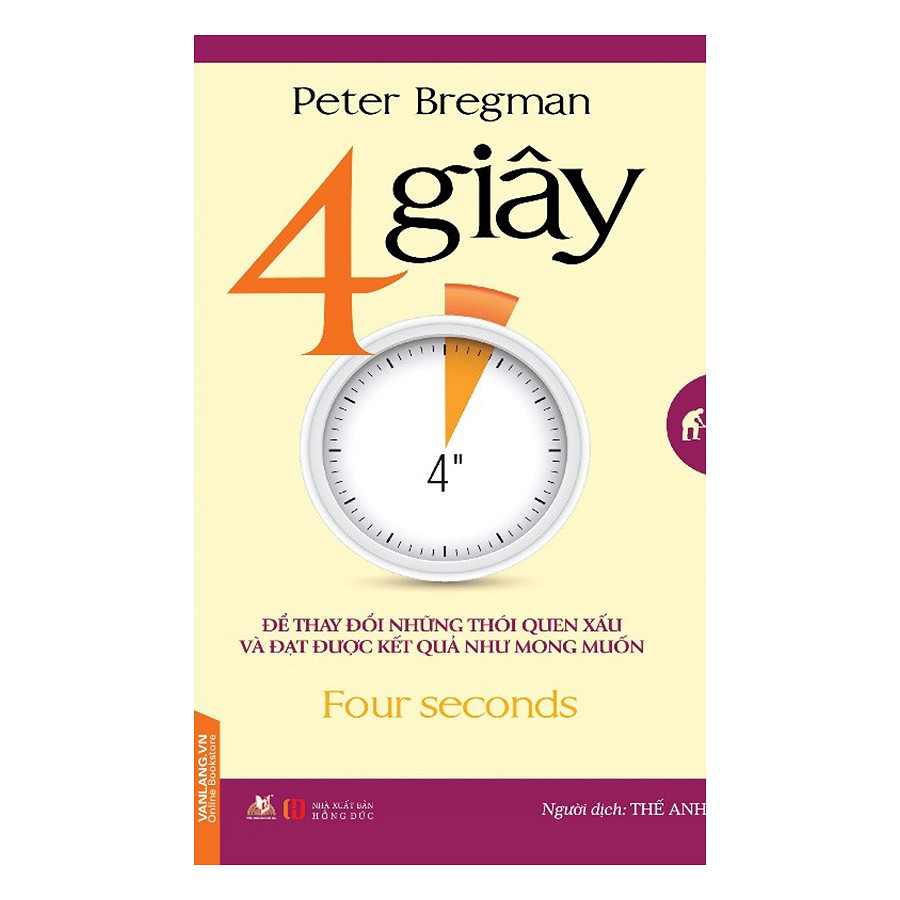 Peter Bregman
4 giây
4"
ĐỂ THAY ĐỔI NHỮNG THÓI QUEN XẤU
VÀ ĐẠT ĐƯỢC KẾT QUẢ NHƯ MONG MUỐN
Four seconds
VANLANG.VN
Online Bookstore
NHÀ XUẤT BẢN
HỒNG ĐỨC
Người dịch: THẾ ANH